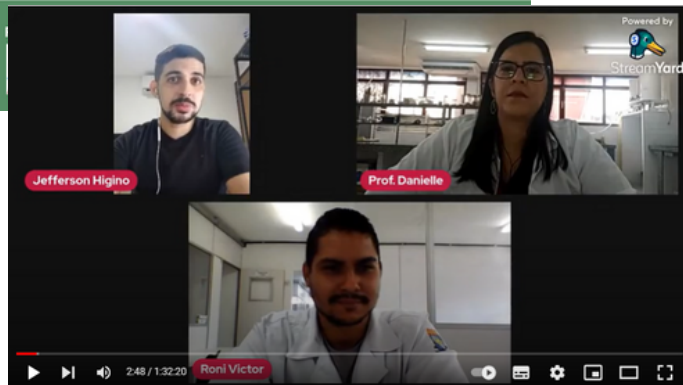 Powered by
StreamYard
Jefferson Higino
Prof. Danielle
Roni Victor
2:48 / 1:32:20